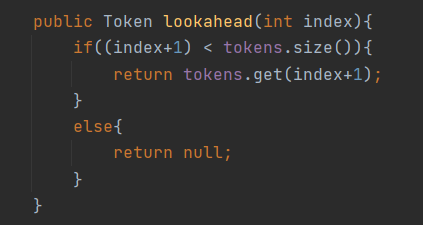 public Token lookahead(int index){
    if((index+1) < tokens.size()){
        return tokens.get(index+1);
    }
    else{
        return null;
    }
}